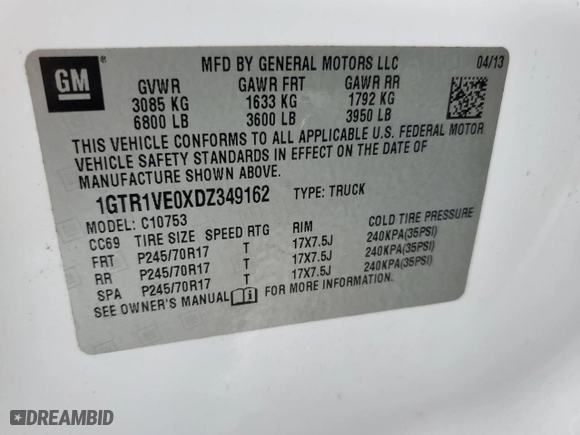 GM
MFD BY GENERAL MOTORS LLC 04/13
GVWR GAWR FRT GAWR RR
3085 KG 1633 KG 1792 KG
6800 LB 3600 LB 3950 LB
THIS VEHICLE CONFORMS TO ALL APPLICABLE U.S. FEDERAL MOTOR
VEHICLE SAFETY STANDARDS IN EFFECT ON THE DATE OF
MANUFACTURE SHOWN ABOVE.
1GTR1VE0XDZ349162 TYPE: TRUCK
MODEL: C10753
CC69 TIRE SIZE SPEED RTG RIM COLD TIRE PRESSURE
FRT P245/70R17 T 17X7.5J 240KPA(35PSI)
RR P245/70R17 T 17X7.5J 240KPA(35PSI)
SPA P245/70R17 T 17X7.5J 240KPA(35PSI)
SEE OWNER'S MANUAL FOR MORE INFORMATION.
DREAMBID